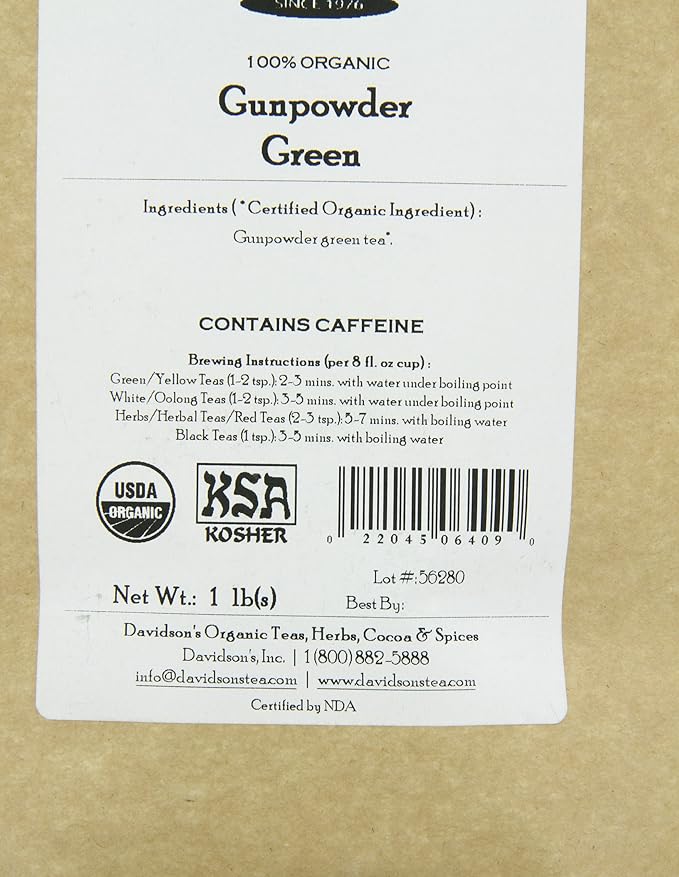 SINCE 1976
100% ORGANIC
Gunpowder
Green
Ingredients (*Certified Organic Ingredient):
Gunpowder green tea*.
CONTAINS CAFFEINE
Brewing Instructions (per 8 fl. oz cup):
Green/Yellow Teas (1-2 tsp.): 2-3 mins. with water under boiling point
White/Oolong Teas (1-2 tsp.): 3-5 mins. with water under boiling point
Herbs/Herbal Teas/Red Teas (2-3 tsp.): 5-7 mins. with boiling water
Black Teas (1 tsp.): 3-5 mins. with boiling water
USDA
ORGANIC
KSA
KOSHER
0 22045 06409 0
Lot #:56280
Net Wt.: 1 lb(s)
Best By:
Davidson's Organic Teas, Herbs, Cocoa & Spices
Davidson's, Inc. | 1 (800) 882-5888
info@davidsonstea.com | www.davidsonstea.com
Certified by NDA